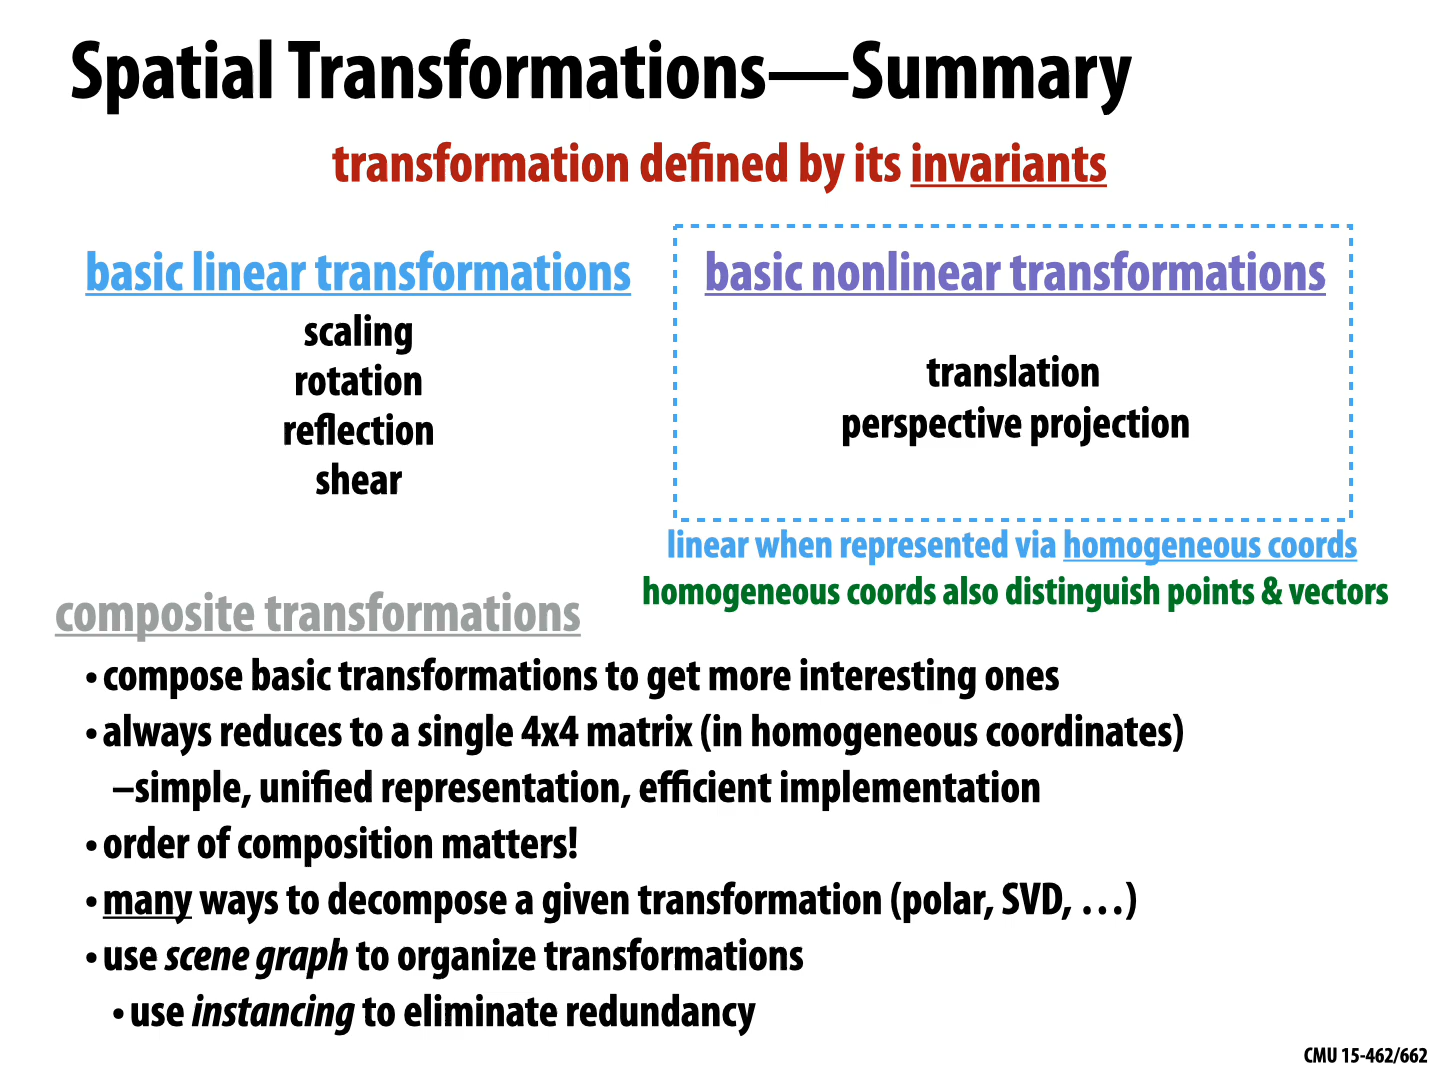 Spatial Transformations—Summary
transformation defined by its invariants
basic linear transformations
scaling
rotation
reflection
shear
basic nonlinear transformations
translation
perspective projection
linear when represented via homogeneous coords
homogeneous coords also distinguish points & vectors
composite transformations
• compose basic transformations to get more interesting ones
• always reduces to a single 4x4 matrix (in homogeneous coordinates)
–simple, unified representation, efficient implementation
• order of composition matters!
• many ways to decompose a given transformation (polar, SVD, …)
• use scene graph to organize transformations
• use instancing to eliminate redundancy
CMU 15-462/662